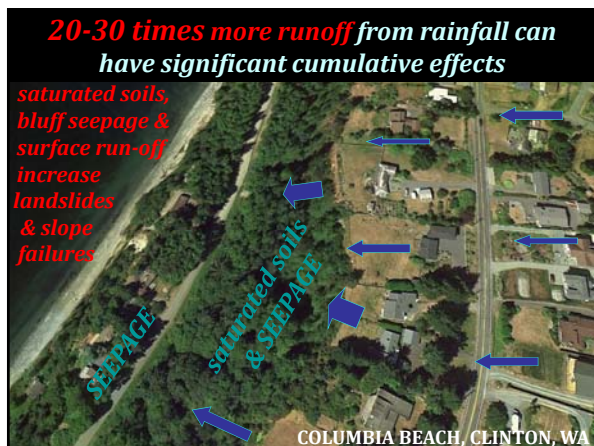 20-30 times more runoff from rainfall can
have significant cumulative effects
saturated soils,
bluff seepage &
surface run-off
increase
landslides
& slope
failures
saturated soils
& SEEPAGE
SEEPAGE
COLUMBIA BEACH, CLINTON, WA